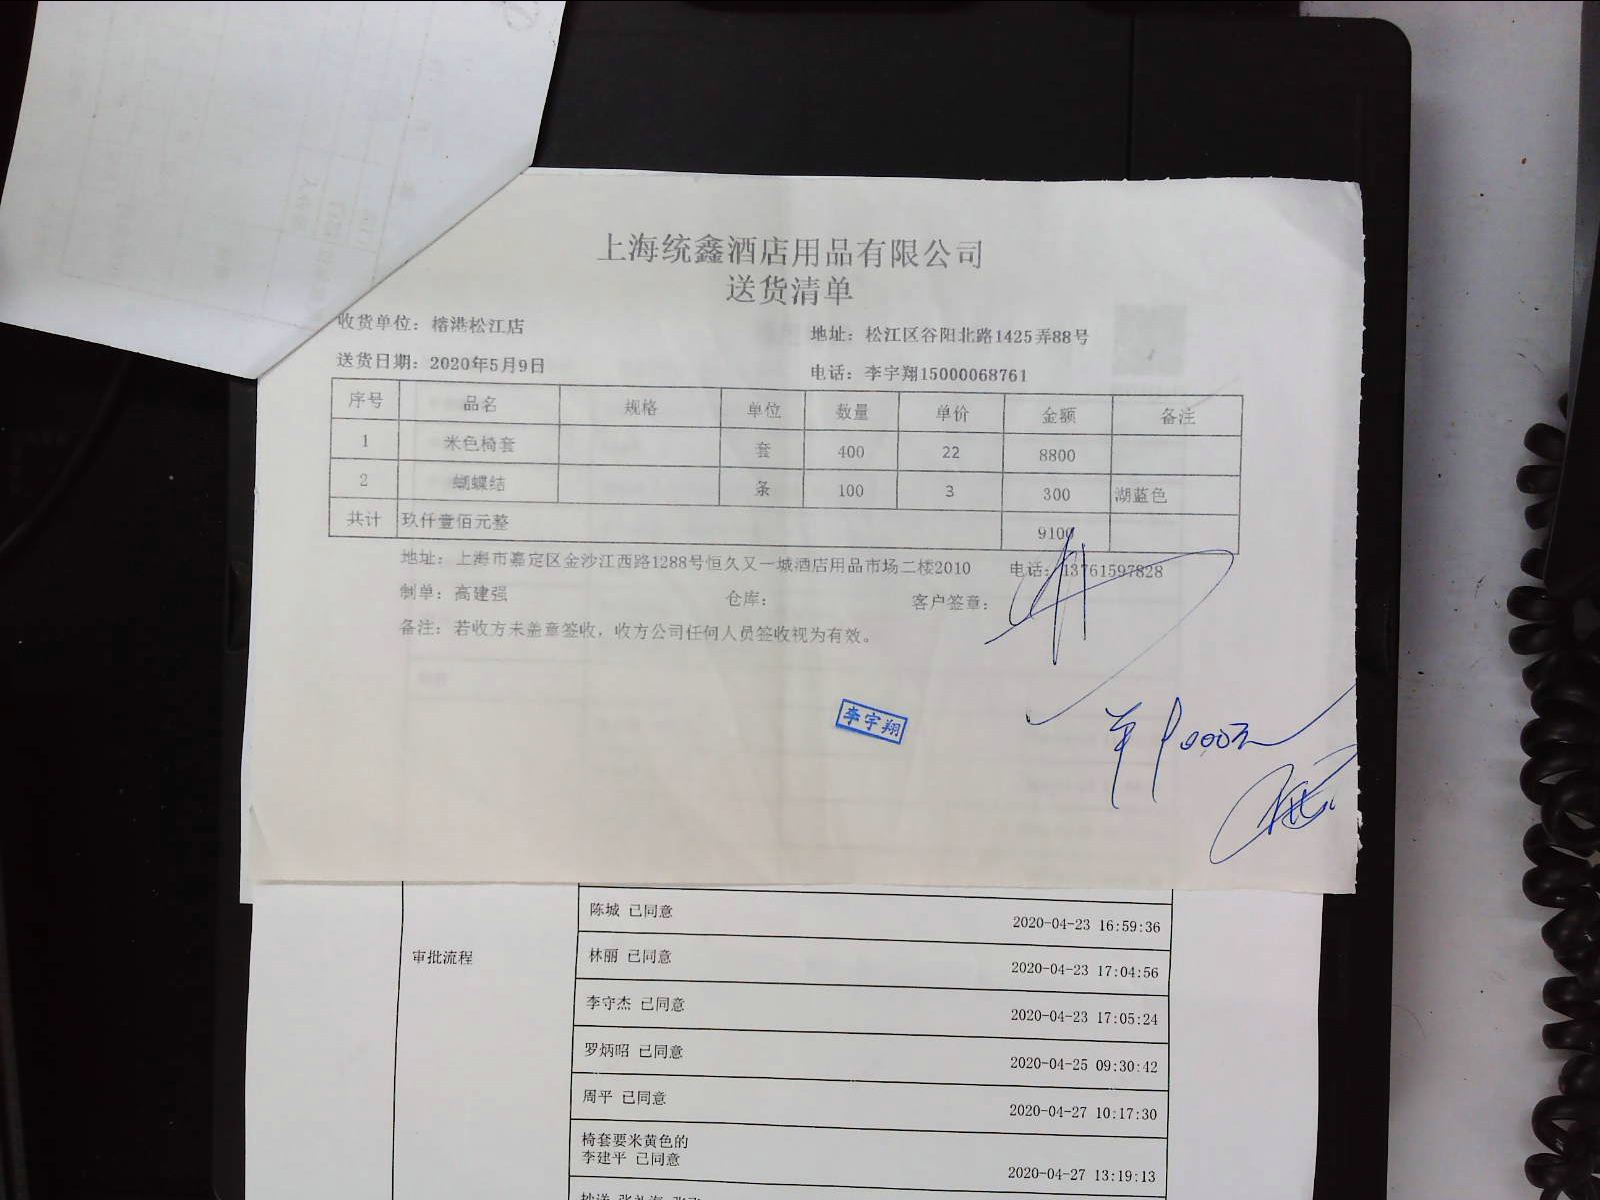 上海统鑫酒店用品有限公司
送货清单
收货单位：榕港松江店 地址：松江区谷阳北路1425弄88号
送货日期：2020年5月9日 电话：李宇翔15000068761
序号 品名 规格 单位 数量 单价 金额 备注
1 米色椅套 套 400 22 8800
2 蝴蝶结 条 100 3 300 湖蓝色
共计 玖仟壹佰元整 9100
地址：上海市嘉定区金沙江西路1288号恒久又一城酒店用品市场二楼2010 电话：13761597828
制单：高建强 仓库： 客户签章：
备注：若收方未盖章签收，收方公司任何人员签收视为有效。
李宇翔
9000元
陈城 已同意 2020-04-23 16:59:36
审批流程
林丽 已同意 2020-04-23 17:04:56
李守杰 已同意 2020-04-23 17:05:24
罗炳昭 已同意 2020-04-25 09:30:42
周平 已同意 2020-04-27 10:17:30
椅套要米黄色的
李建平 已同意 2020-04-27 13:19:13